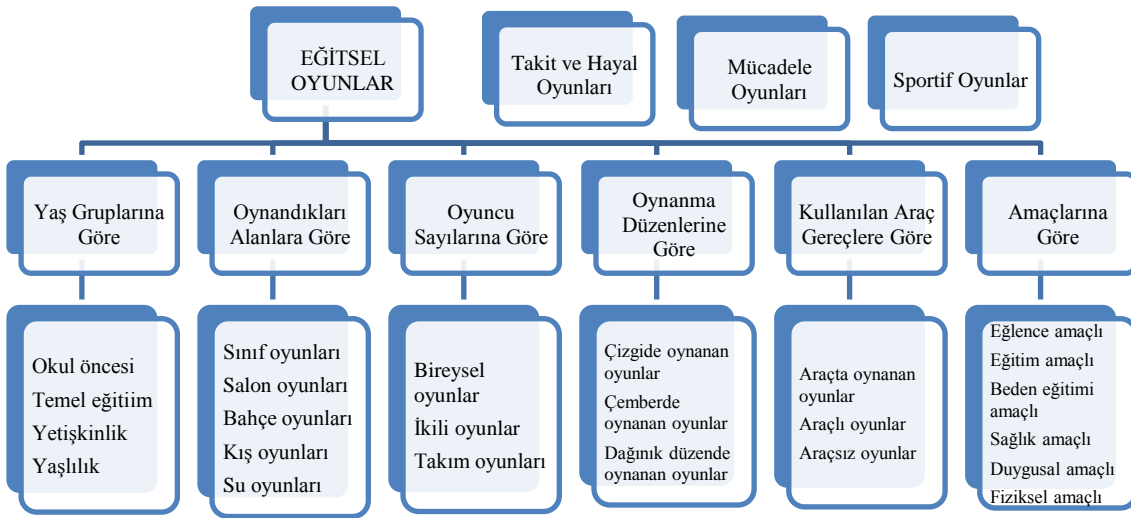 EĞİTSEL
OYUNLAR
Takit ve Hayal
Oyunları
Mücadele
Oyunları
Sportif Oyunlar
Yaş Gruplarına
Göre
Oynandıkları
Alanlara Göre
Oyuncu
Sayılarına Göre
Oynanma
Düzenlerine
Göre
Kullanılan Araç
Gereçlere Göre
Amaçlarına
Göre
Okul öncesi
Temel eğitiim
Yetişkinlik
Yaşlılık
Sınıf oyunları
Salon oyunları
Bahçe oyunları
Kış oyunları
Su oyunları
Bireysel
oyunlar
İkili oyunlar
Takım oyunları
Çizgide oynanan
oyunlar
Çemberde
oynanan oyunlar
Dağınık düzende
oynanan oyunlar
Araçta oynanan
oyunlar
Araçlı oyunlar
Araçsız oyunlar
Eğlence amaçlı
Eğitim amaçlı
Beden eğitimi
amaçlı
Sağlık amaçlı
Duygusal amaçlı
Fiziksel amaçlı